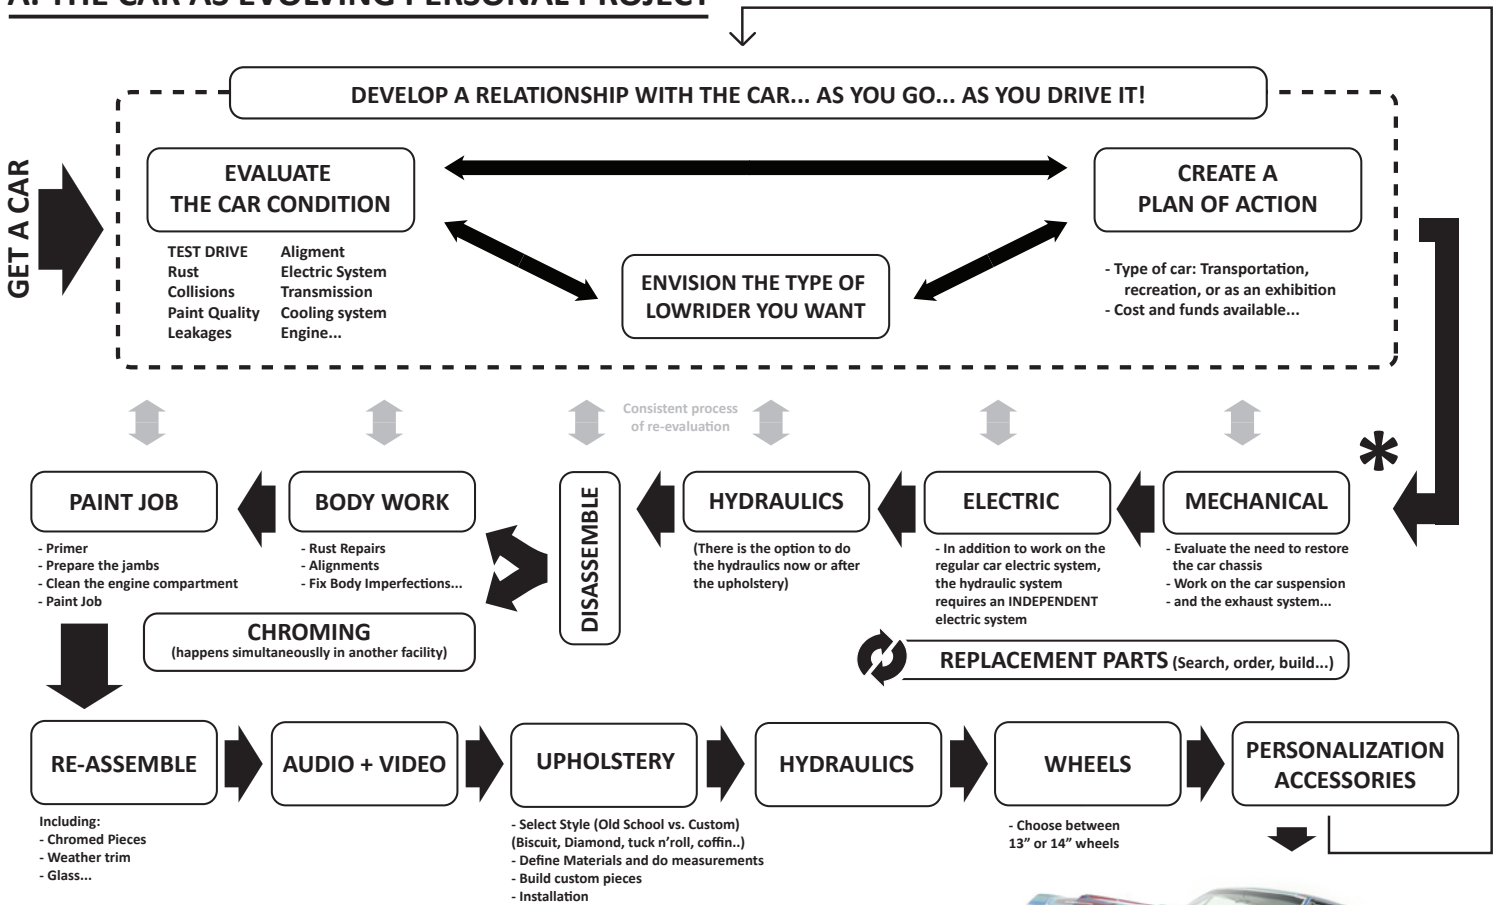 A. THE CAR AS EVOLVING PERSONAL PROJECT
DEVELOP A RELATIONSHIP WITH THE CAR... AS YOU GO... AS YOU DRIVE IT!
GET A CAR
EVALUATE
THE CAR CONDITION
TEST DRIVE
Rust
Collisions
Paint Quality
Leakages
Aligment
Electric System
Transmission
Cooling system
Engine...
ENVISION THE TYPE OF
LOWRIDER YOU WANT
CREATE A
PLAN OF ACTION
- Type of car: Transportation,
recreation, or as an exhibition
- Cost and funds available...
Consistent process
of re-evaluation
*
MECHANICAL
- Evaluate the need to restore
the car chassis
- Work on the car suspension
- and the exhaust system...
ELECTRIC
- In addition to work on the
regular car electric system,
the hydraulic system
requires an INDEPENDENT
electric system
REPLACEMENT PARTS (Search, order, build...)
HYDRAULICS
(There is the option to do
the hydraulics now or after
the upholstery)
DISASSEMBLE
BODY WORK
- Rust Repairs
- Alignments
- Fix Body Imperfections...
CHROMING
(happens simultaneouslly in another facility)
PAINT JOB
- Primer
- Prepare the jambs
- Clean the engine compartment
- Paint Job
RE-ASSEMBLE
Including:
- Chromed Pieces
- Weather trim
- Glass...
AUDIO + VIDEO
UPHOLSTERY
- Select Style (Old School vs. Custom)
(Biscuit, Diamond, tuck n'roll, coffin..)
- Define Materials and do measurements
- Build custom pieces
- Installation
HYDRAULICS
WHEELS
- Choose between
13” or 14” wheels
PERSONALIZATION
ACCESSORIES